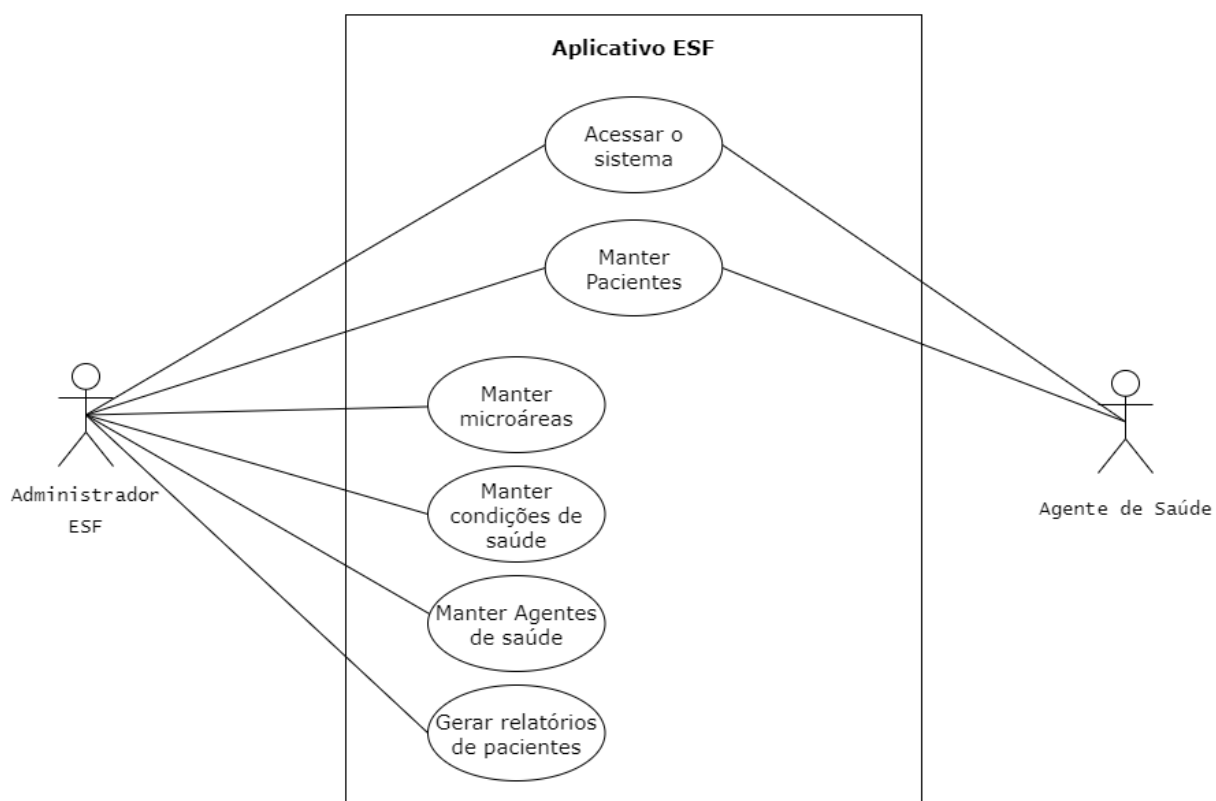 Aplicativo ESF
Acessar o
sistema
Manter
Pacientes
Manter
microáreas
Manter
condições de
saúde
Manter Agentes
de saúde
Gerar relatórios
de pacientes
Administrador
ESF
Agente de Saúde